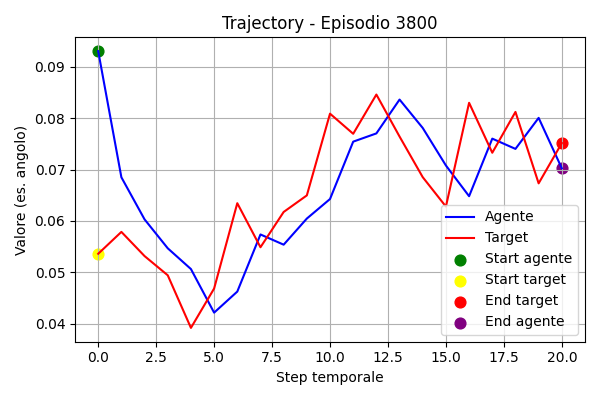 Trajectory - Episodio 3800
Valore (es. angolo)
0.09
0.08
0.07
0.06
0.05
0.04
0.0 2.5 5.0 7.5 10.0 12.5 15.0 17.5 20.0
Step temporale
Agente
Target
Start agente
Start target
End target
End agente